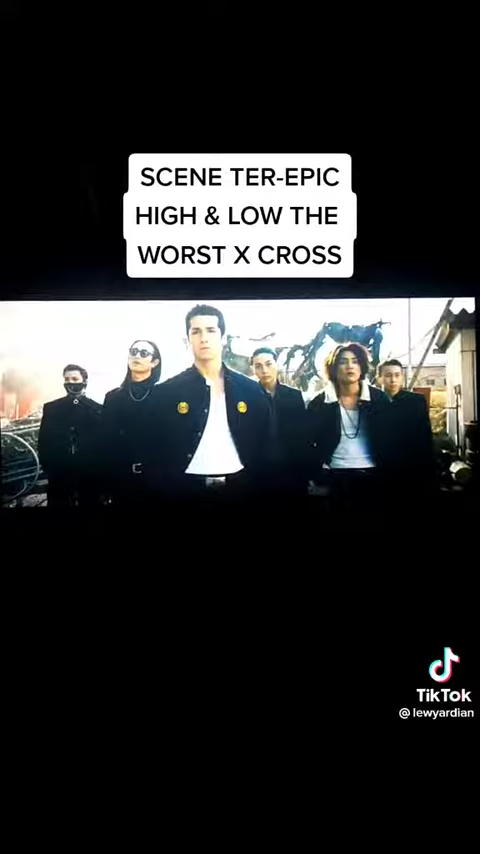 SCENE TER-EPIC
HIGH & LOW THE
WORST X CROSS
TikTok
@lewyardian